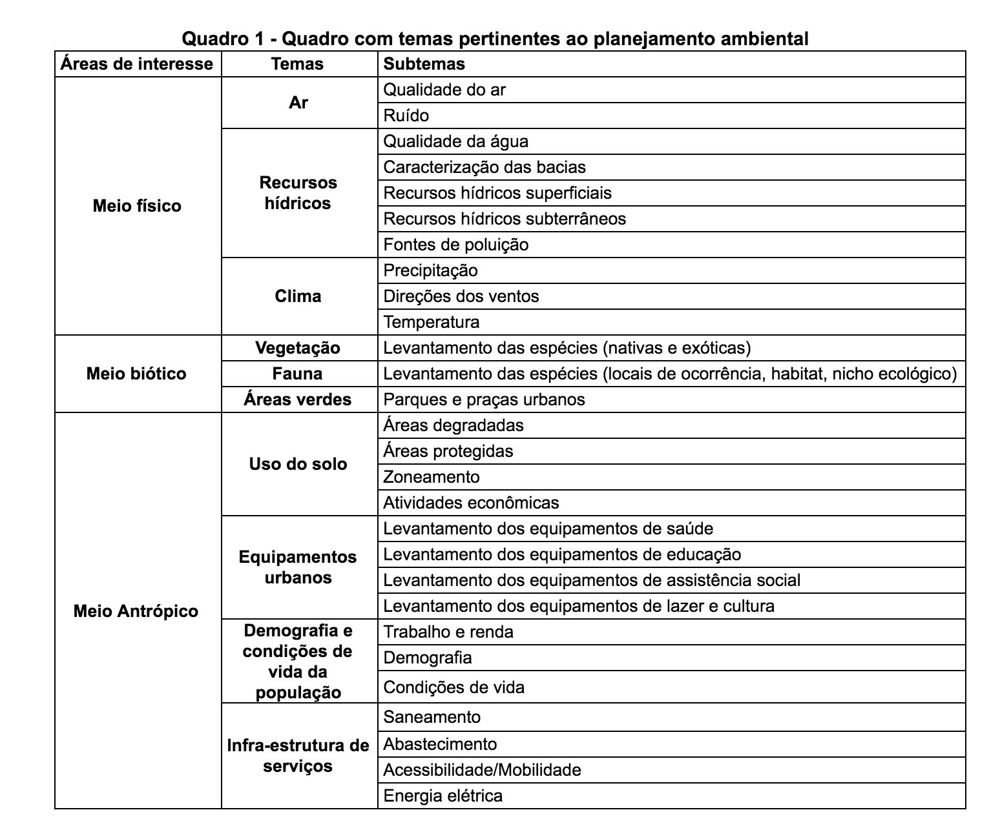 Quadro 1 - Quadro com temas pertinentes ao planejamento ambiental
Áreas de interesse
Temas
Subtemas
Meio físico
Ar
Qualidade do ar
Ruído
Recursos
hídricos
Qualidade da água
Caracterização das bacias
Recursos hídricos superficiais
Recursos hídricos subterrâneos
Fontes de poluição
Clima
Precipitação
Direções dos ventos
Temperatura
Meio biótico
Vegetação
Levantamento das espécies (nativas e exóticas)
Fauna
Levantamento das espécies (locais de ocorrência, habitat, nicho ecológico)
Áreas verdes
Parques e praças urbanos
Meio Antrópico
Uso do solo
Áreas degradadas
Áreas protegidas
Zoneamento
Atividades econômicas
Equipamentos
urbanos
Levantamento dos equipamentos de saúde
Levantamento dos equipamentos de educação
Levantamento dos equipamentos de assistência social
Levantamento dos equipamentos de lazer e cultura
Demografia e
condições de
vida da
população
Trabalho e renda
Demografia
Condições de vida
Infra-estrutura de
serviços
Saneamento
Abastecimento
Acessibilidade/Mobilidade
Energia elétrica